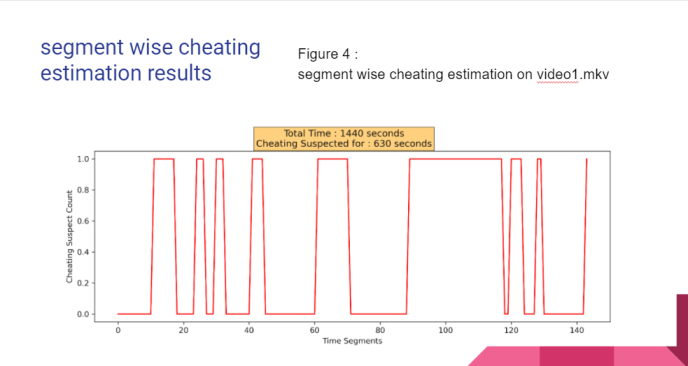 segment wise cheating
estimation results
Figure 4 :
segment wise cheating estimation on video1.mkv
Total Time : 1440 seconds
Cheating Suspected for : 630 seconds
1.0
0.8
0.6
0.4
0.2
0.0
Cheating Suspect Count
0 20 40 60 80 100 120 140
Time Segments